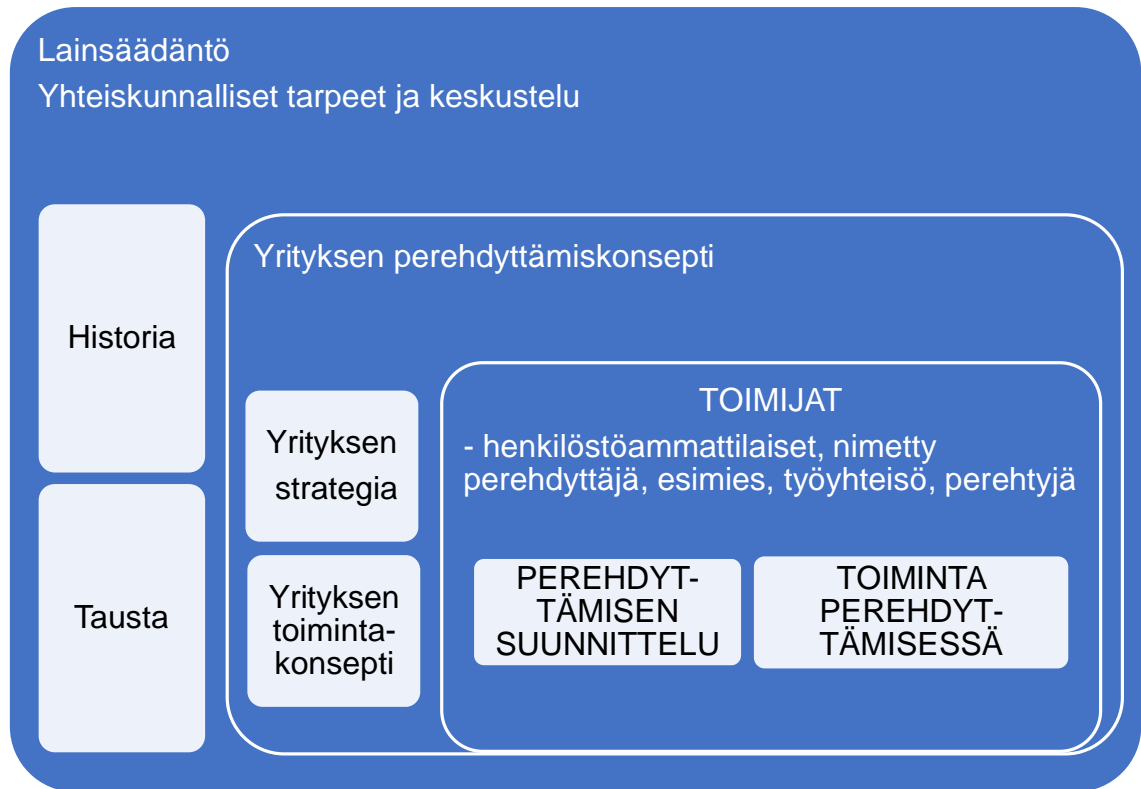 Lainsäädäntö
Yhteiskunnalliset tarpeet ja keskustelu
Historia
Tausta
Yrityksen perehdyttämiskonsepti
Yrityksen
strategia
Yrityksen
toiminta-
konsepti
TOIMIJAT
- henkilöstöammattilaiset, nimetty
perehdyttäjä, esimies, työyhteisö, perehtyjä
PEREHDYT-
TÄMISEN
SUUNNITTELU
TOIMINTA
PEREHDYT-
TÄMISESSÄ